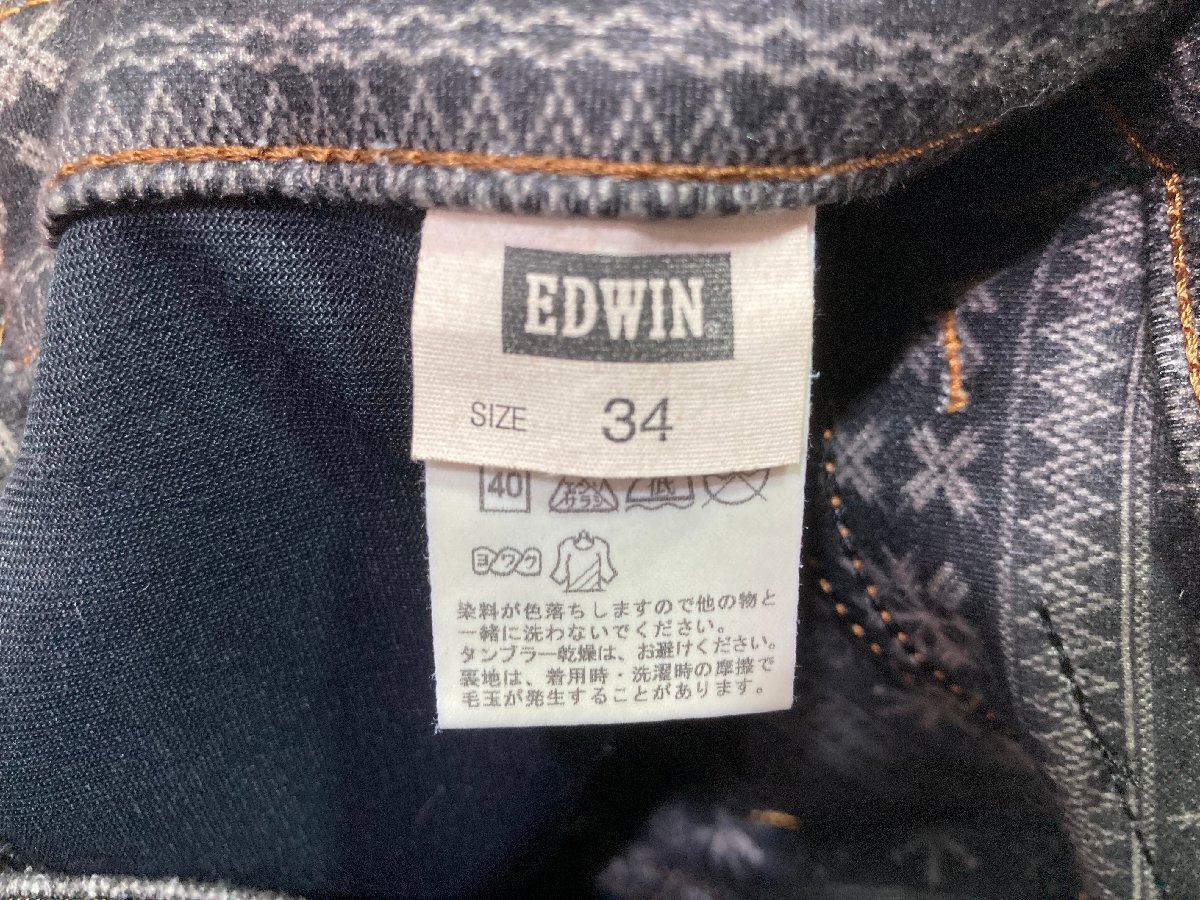 EDWIN®
SIZE 34
40 エンソサラシ 低
ヨワク
染料が色落ちしますので他の物と
一緒に洗わないでください。
タンブラー乾燥は、お避けください。
裏地は、着用時・洗濯時の摩擦で
毛玉が発生することがあります。